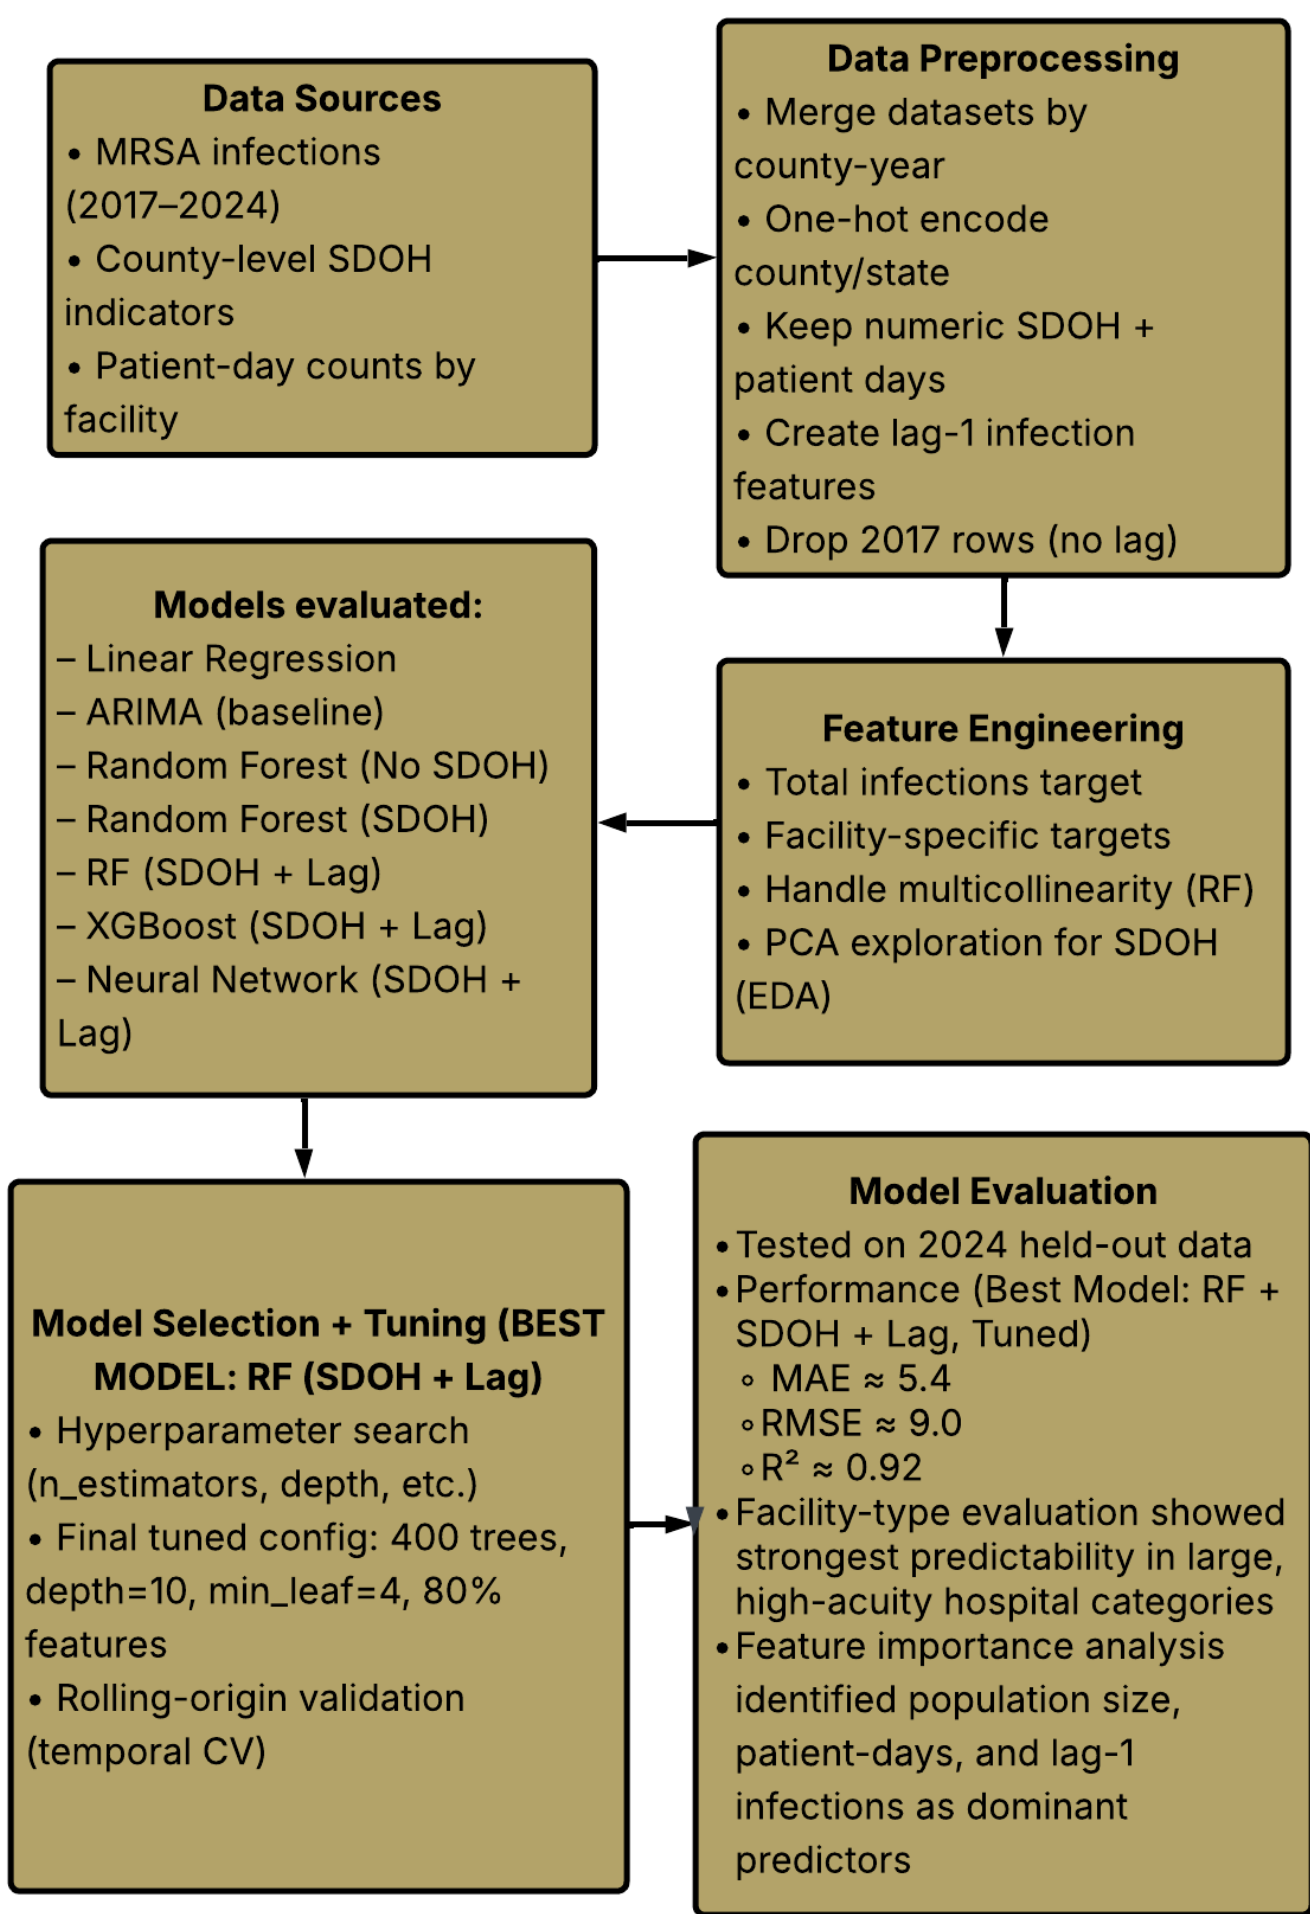 Data Sources
• MRSA infections
(2017–2024)
• County-level SDOH
indicators
• Patient-day counts by
facility
Data Preprocessing
• Merge datasets by
county-year
• One-hot encode
county/state
• Keep numeric SDOH +
patient days
• Create lag-1 infection
features
• Drop 2017 rows (no lag)
Feature Engineering
• Total infections target
• Facility-specific targets
• Handle multicollinearity (RF)
• PCA exploration for SDOH
(EDA)
Models evaluated:
– Linear Regression
– ARIMA (baseline)
– Random Forest (No SDOH)
– Random Forest (SDOH)
– RF (SDOH + Lag)
– XGBoost (SDOH + Lag)
– Neural Network (SDOH +
Lag)
Model Selection + Tuning (BEST
MODEL: RF (SDOH + Lag)
• Hyperparameter search
(n_estimators, depth, etc.)
• Final tuned config: 400 trees,
depth=10, min_leaf=4, 80%
features
• Rolling-origin validation
(temporal CV)
Model Evaluation
• Tested on 2024 held-out data
• Performance (Best Model: RF +
SDOH + Lag, Tuned)
◦ MAE ≈ 5.4
◦ RMSE ≈ 9.0
◦ R² ≈ 0.92
• Facility-type evaluation showed
strongest predictability in large,
high-acuity hospital categories
• Feature importance analysis
identified population size,
patient-days, and lag-1
infections as dominant
predictors